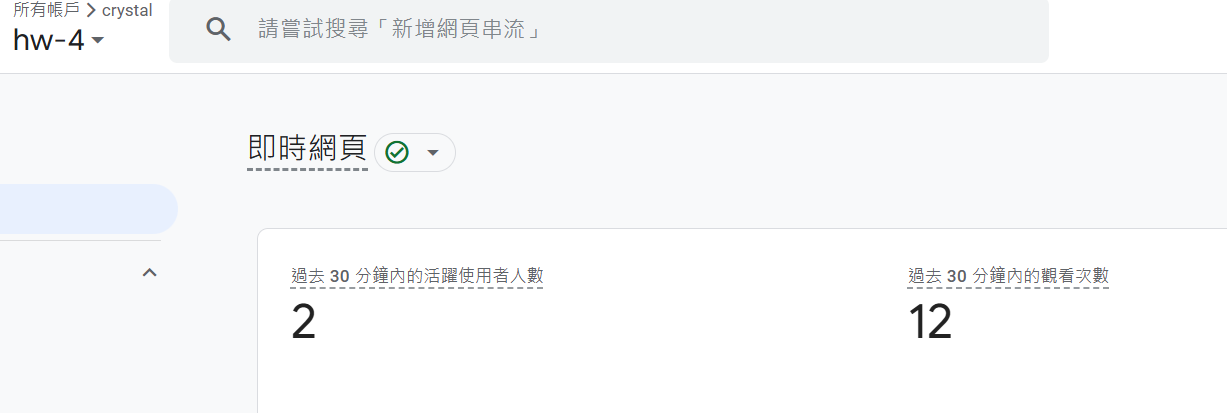 所有帳戶 > crystal
hw-4
請嘗試搜尋「新增網頁串流」
即時網頁
過去 30 分鐘內的活躍使用者人數
2
過去 30 分鐘內的觀看次數
12